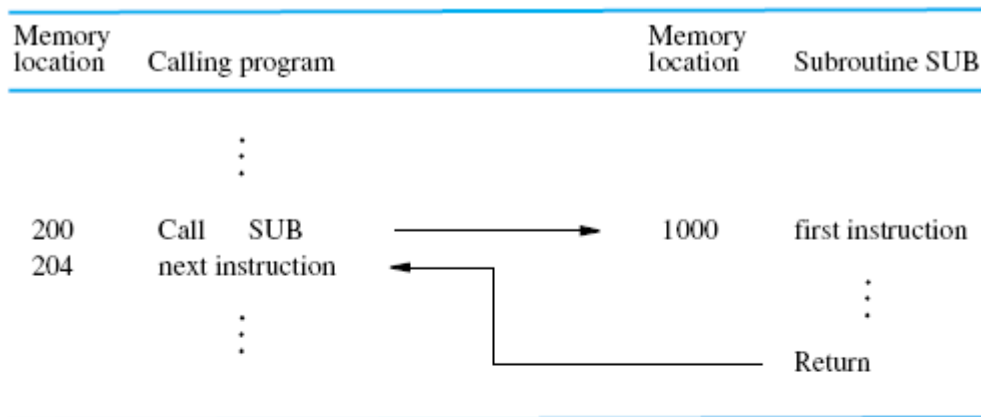 Memory location Calling program Memory location Subroutine SUB
200 Call SUB 1000 first instruction
204 next instruction
Return